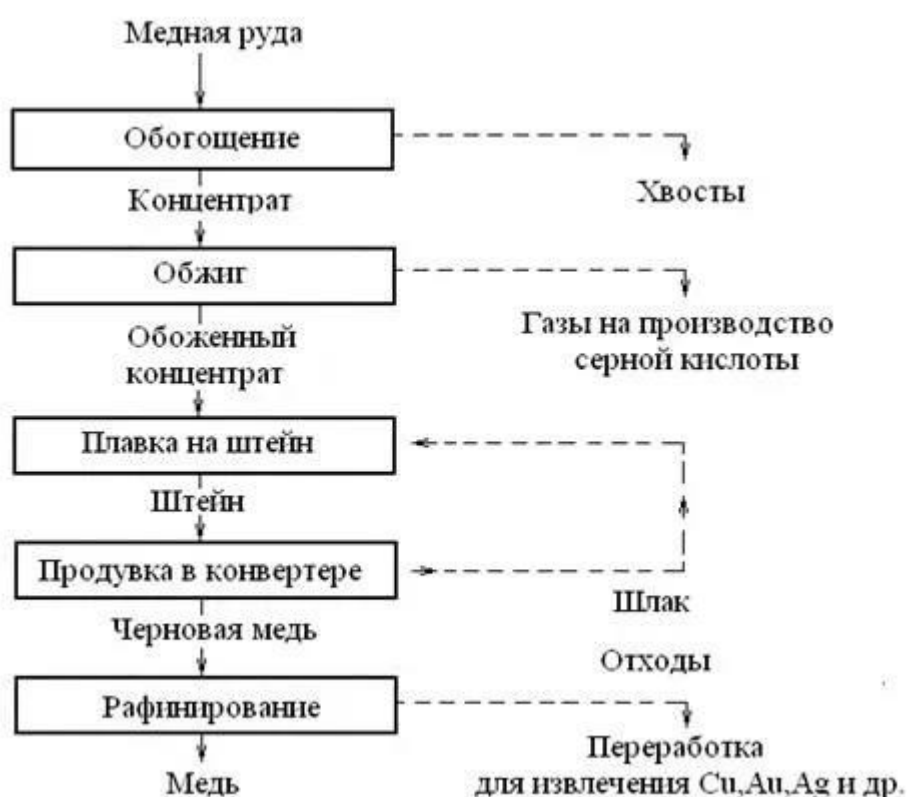 Медная руда
Обогощение
Хвосты
Концентрат
Обжиг
Газы на производство
серной кислоты
Обоженный
концентрат
Плавка на штейн
Штейн
Продувка в конвертере
Шлак
Черновая медь
Отходы
Рафинирование
Переработка
для извлечения Cu,Au,Ag и др.
Медь